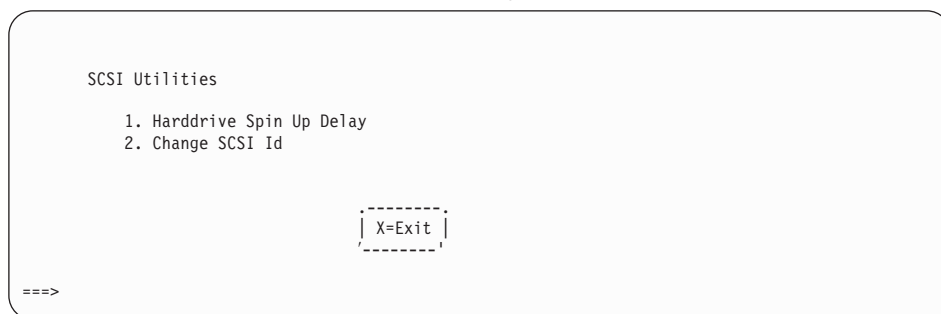 SCSI Utilities
1. Harddrive Spin Up Delay
2. Change SCSI Id
.--------.
| X=Exit |
'--------'
===>